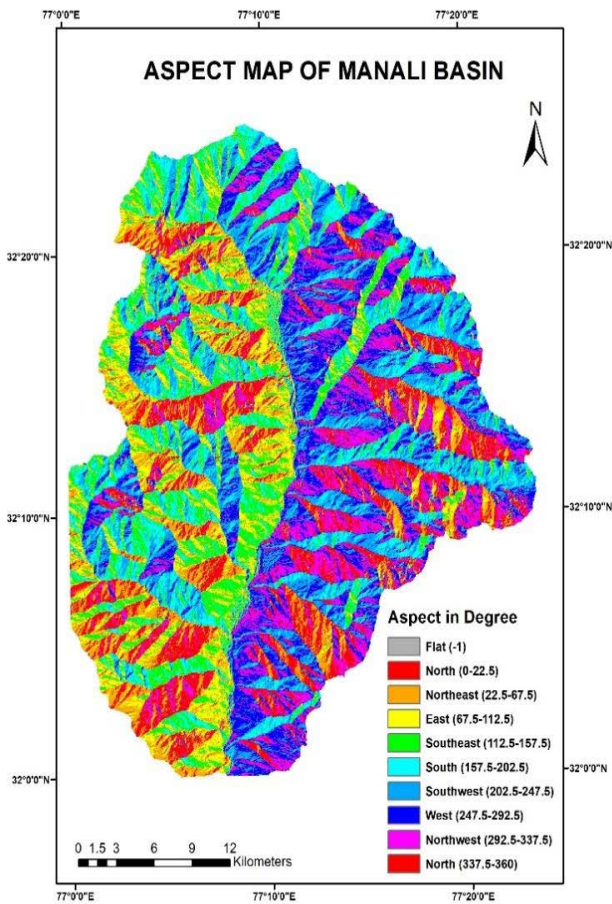 77°0'0"E 77°10'0"E 77°20'0"E
ASPECT MAP OF MANALI BASIN
N
32°20'0"N 32°20'0"N
32°10'0"N 32°10'0"N
Aspect in Degree
Flat (-1)
North (0-22.5)
Northeast (22.5-67.5)
East (67.5-112.5)
Southeast (112.5-157.5)
South (157.5-202.5)
Southwest (202.5-247.5)
West (247.5-292.5)
Northwest (292.5-337.5)
North (337.5-360)
32°0'0"N 32°0'0"N
0 1.5 3 6 9 12
Kilometers
77°0'0"E 77°10'0"E 77°20'0"E